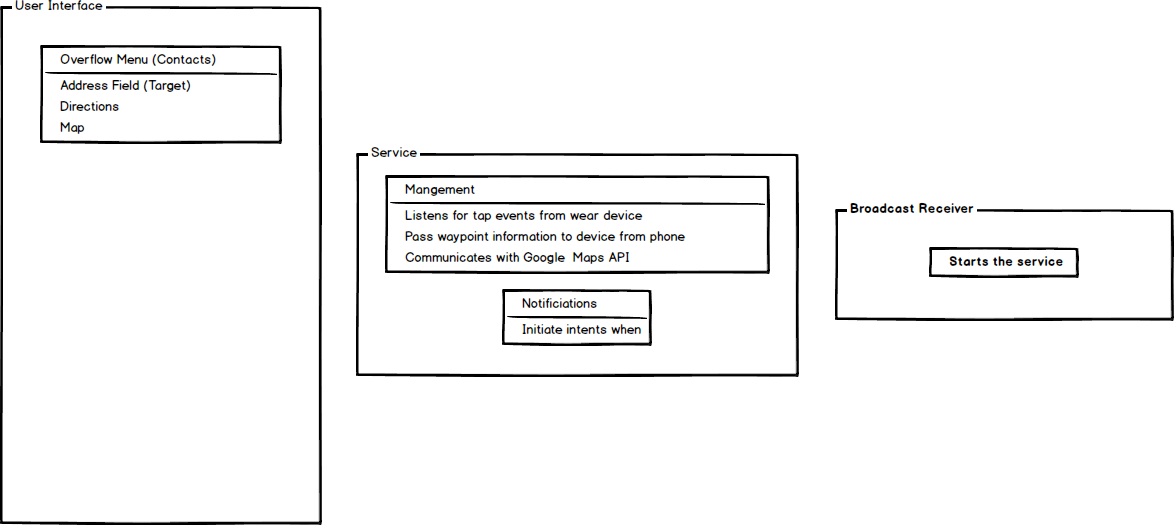 User Interface
Overflow Menu (Contacts)
Address Field (Target)
Directions
Map
Service
Mangement
Listens for tap events from wear device
Pass waypoint information to device from phone
Communicates with Google Maps API
Notificiations
Initiate intents when
Broadcast Receiver
Starts the service